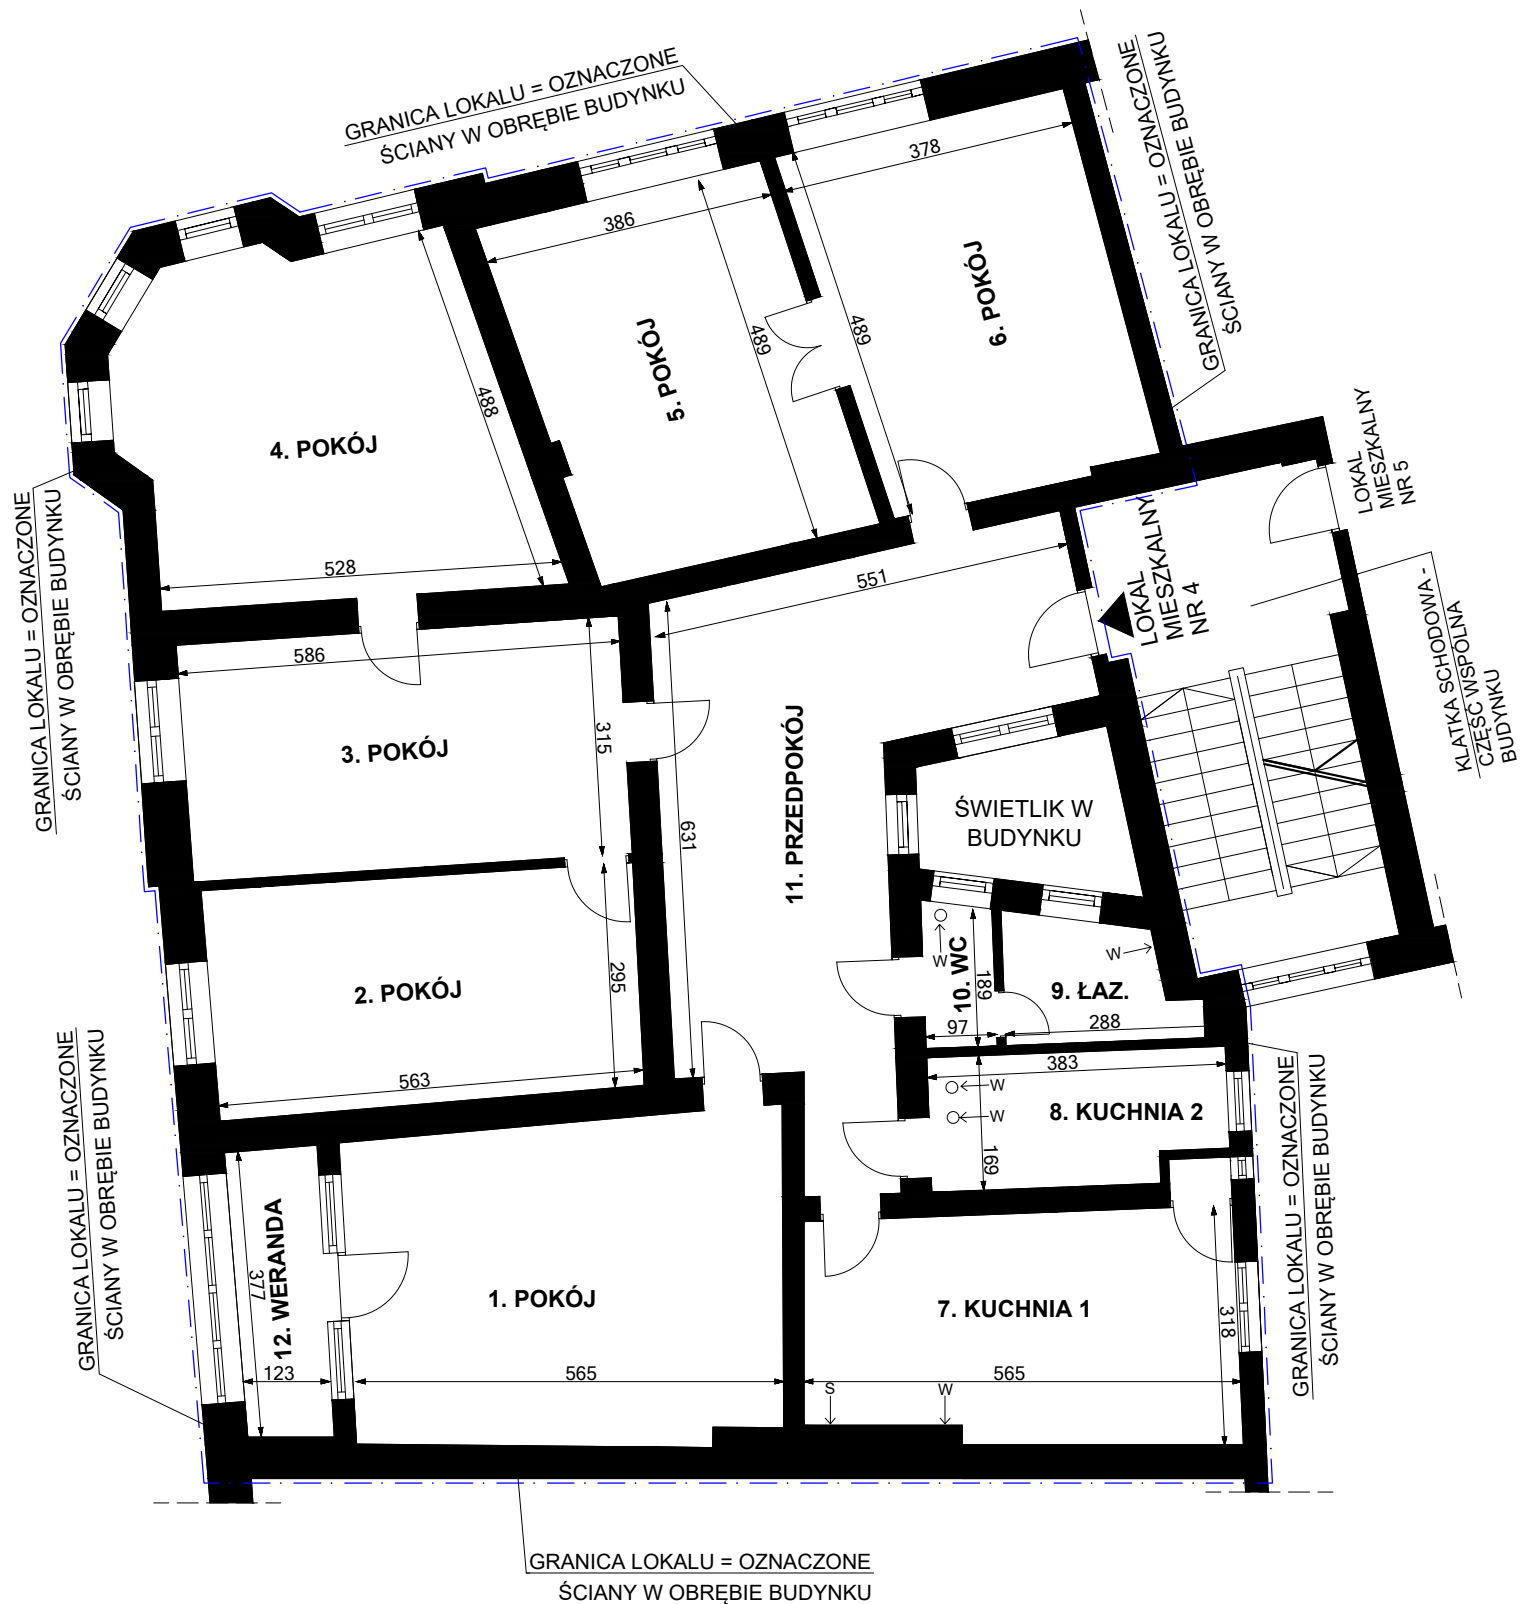 GRANICA LOKALU = OZNACZONE
ŚCIANY W OBRĘBIE BUDYNKU
GRANICA LOKALU = OZNACZONE
ŚCIANY W OBRĘBIE BUDYNKU
378
386
489
489
6. POKÓJ
5. POKÓJ
488
4. POKÓJ
528
LOKAL
MIESZKALNY
NR 5
GRANICA LOKALU = OZNACZONE
ŚCIANY W OBRĘBIE BUDYNKU
551
LOKAL
MIESZKALNY
NR 4
KLATKA SCHODOWA -
CZĘŚĆ WSPÓLNA
BUDYNKU
586
315
3. POKÓJ
631
11. PRZEDPOKÓJ
ŚWIETLIK W
BUDYNKU
W
W
10. WC
189
9. ŁAZ.
97
288
295
2. POKÓJ
563
383
W
W
8. KUCHNIA 2
169
GRANICA LOKALU = OZNACZONE
ŚCIANY W OBRĘBIE BUDYNKU
GRANICA LOKALU = OZNACZONE
ŚCIANY W OBRĘBIE BUDYNKU
377
12. WERANDA
123
1. POKÓJ
565
7. KUCHNIA 1
318
565
S
W
GRANICA LOKALU = OZNACZONE
ŚCIANY W OBRĘBIE BUDYNKU